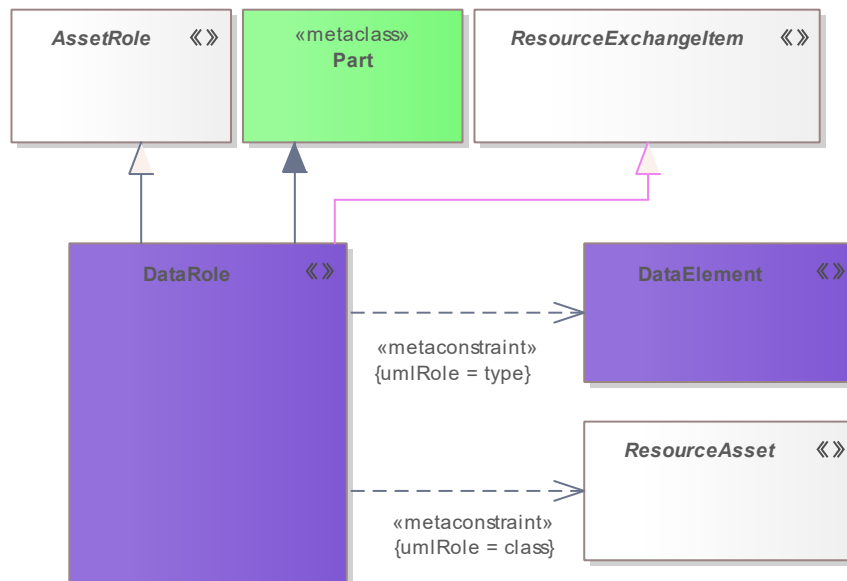 AssetRole «»
«metaclass»
Part
ResourceExchangeItem «»
DataRole «»
DataElement «»
«metaconstraint»
{umlRole = type}
ResourceAsset «»
«metaconstraint»
{umlRole = class}